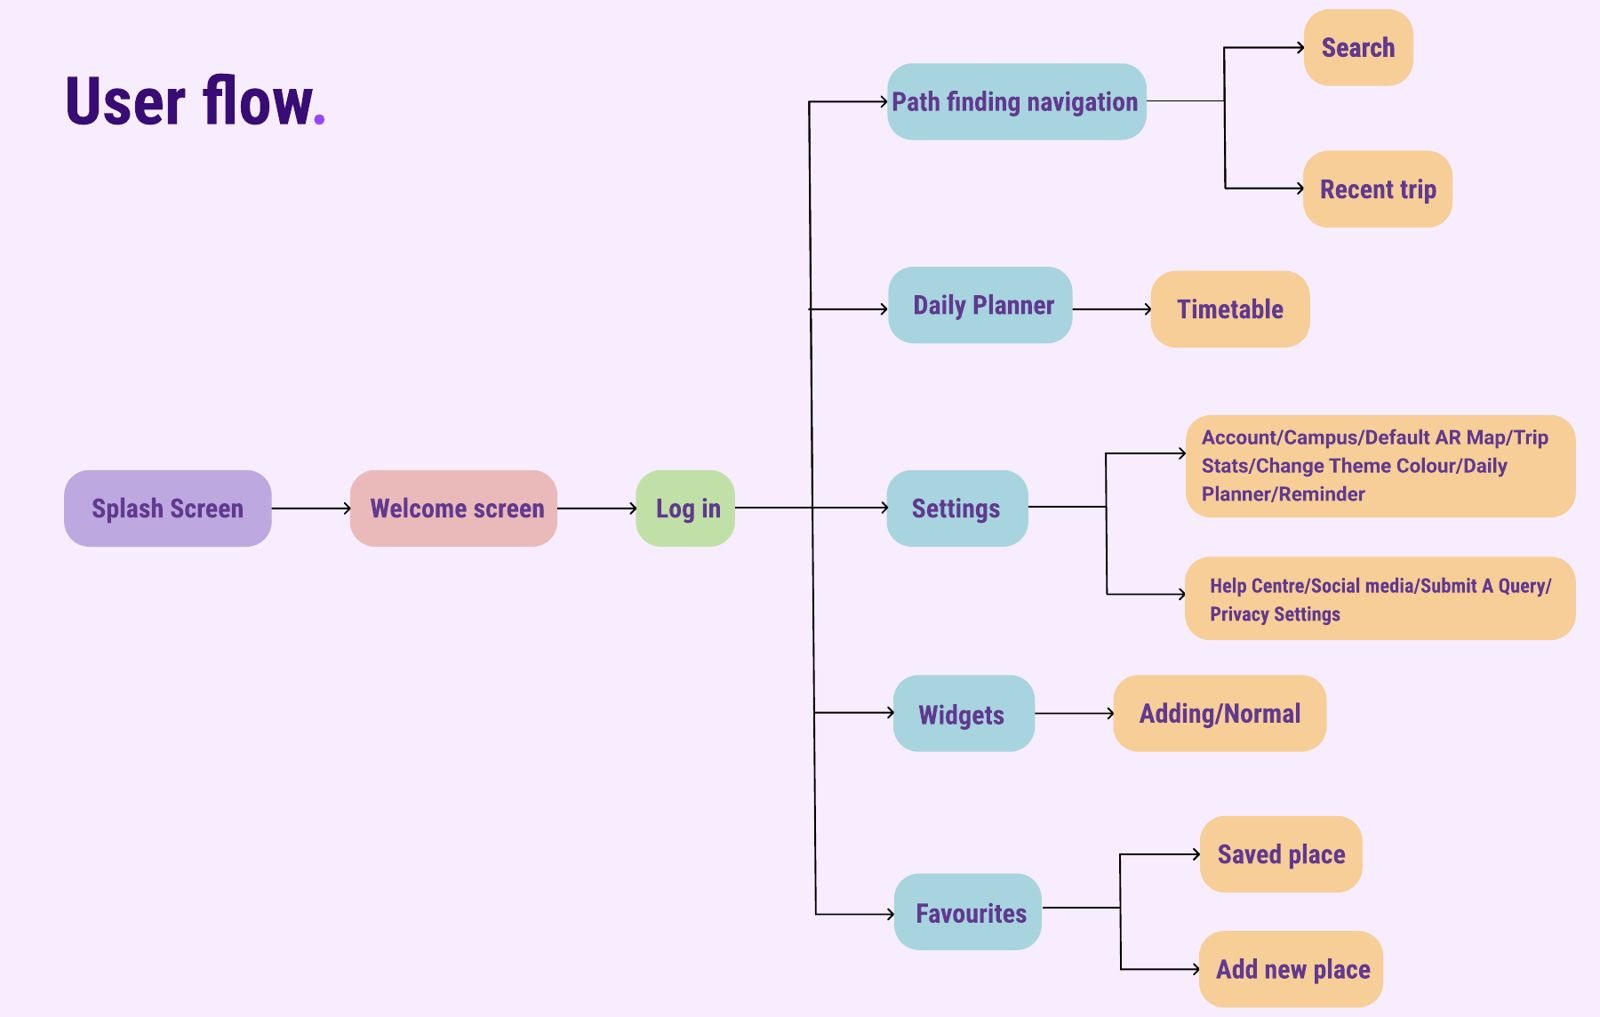 User flow.
Search
Path finding navigation
Recent trip
Daily Planner
Timetable
Account/Campus/Default AR Map/Trip
Stats/Change Theme Colour/Daily
Planner/Reminder
Splash Screen
Welcome screen
Log in
Settings
Help Centre/Social media/Submit A Query/
Privacy Settings
Widgets
Adding/Normal
Saved place
Favourites
Add new place